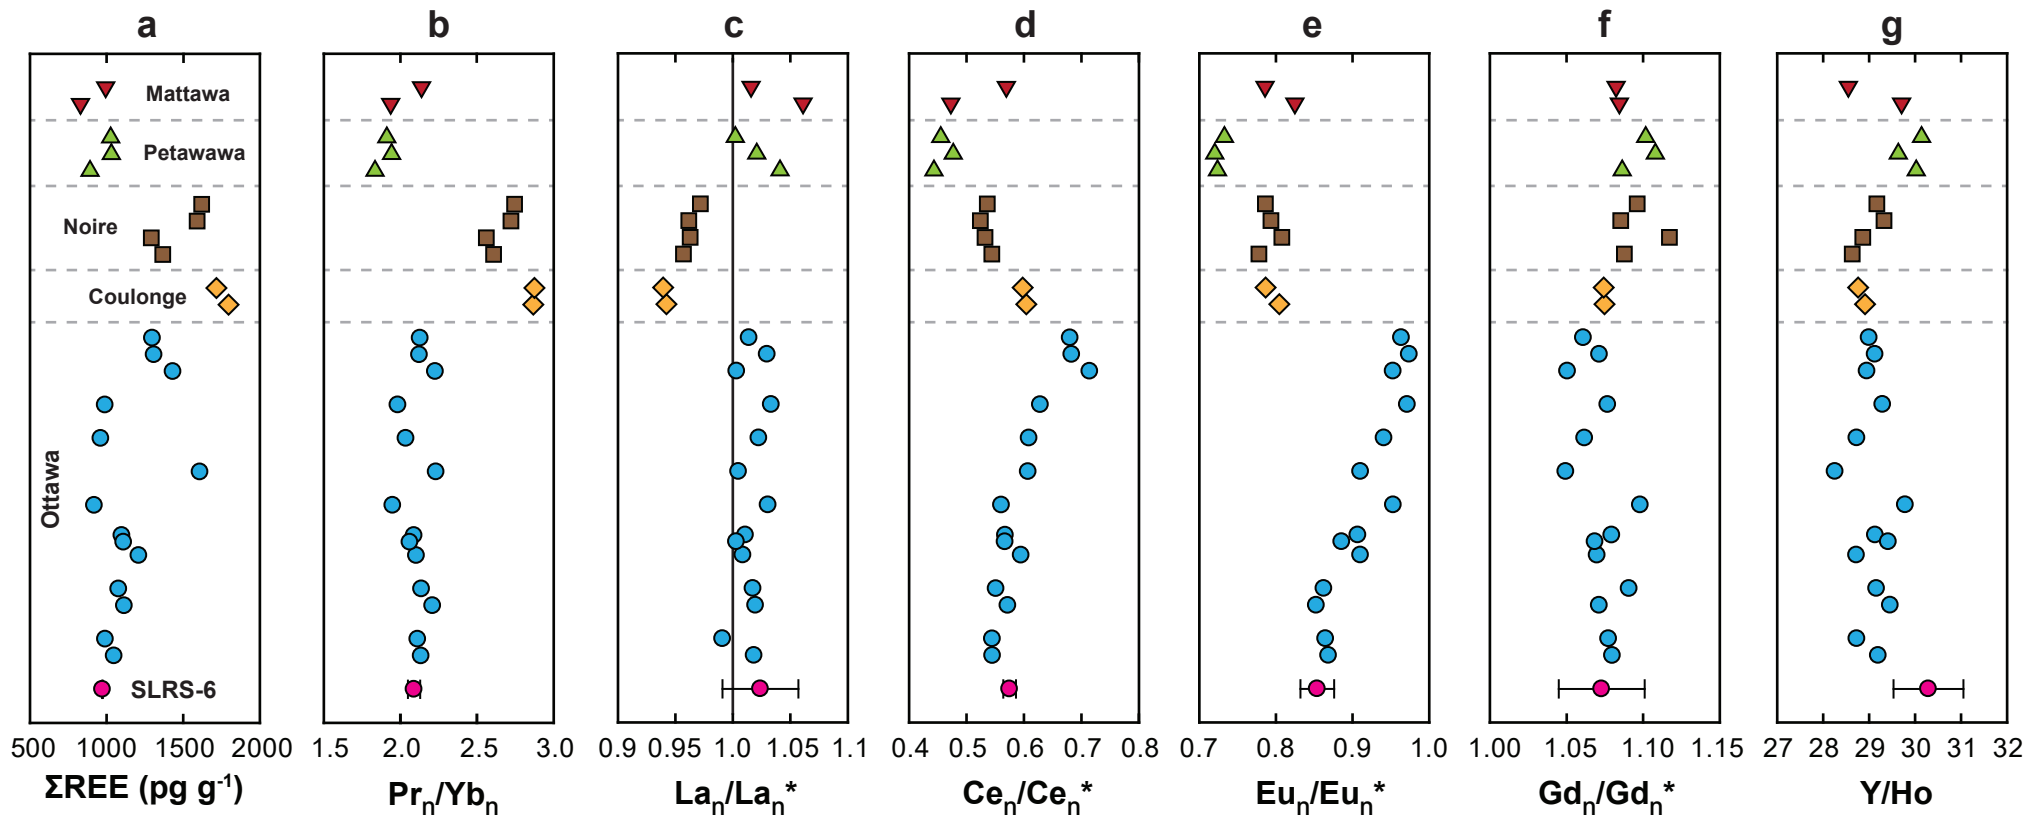 a b c d e f g
Mattawa
Petawawa
Noire
Coulonge
Ottawa
SLRS-6
500 1000 1500 2000 1.5 2.0 2.5 3.0 0.9 0.95 1.0 1.05 1.1 0.4 0.5 0.6 0.7 0.8 0.7 0.8 0.9 1.0 1.00 1.05 1.10 1.15 27 28 29 30 31 32
ΣREE (pg g⁻¹) Prₙ/Ybₙ Laₙ/Laₙ* Ceₙ/Ceₙ* Euₙ/Euₙ* Gdₙ/Gdₙ* Y/Ho